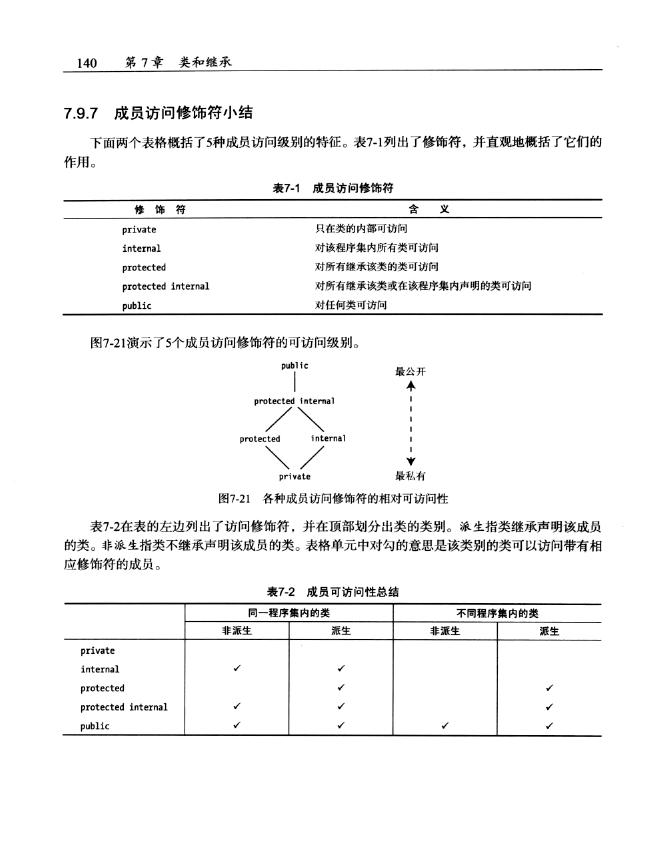 140 第7章 类和继承
7.9.7 成员访问修饰符小结
下面两个表格概括了5种成员访问级别的特征。表7-1列出了修饰符，并直观地概括了它们的
作用。
表7-1 成员访问修饰符
修 饰 符 含 义
private 只在类的内部可访问
internal 对该程序集内所有类可访问
protected 对所有继承该类的类可访问
protected internal 对所有继承该类或在该程序集内声明的类可访问
public 对任何类可访问
图7-21演示了5个成员访问修饰符的可访问级别。
public 最公开
protected internal
protected internal
private 最私有
图7-21 各种成员访问修饰符的相对可访问性
表7-2在表的左边列出了访问修饰符，并在顶部划分出类的类别。派生指类继承声明该成员
的类。非派生指类不继承声明该成员的类。表格单元中对勾的意思是该类别的类可以访问带有相
应修饰符的成员。
表7-2 成员可访问性总结
同一程序集内的类 不同程序集内的类
非派生 派生 非派生 派生
private
internal ✓ ✓
protected ✓ ✓
protected internal ✓ ✓ ✓
public ✓ ✓ ✓ ✓